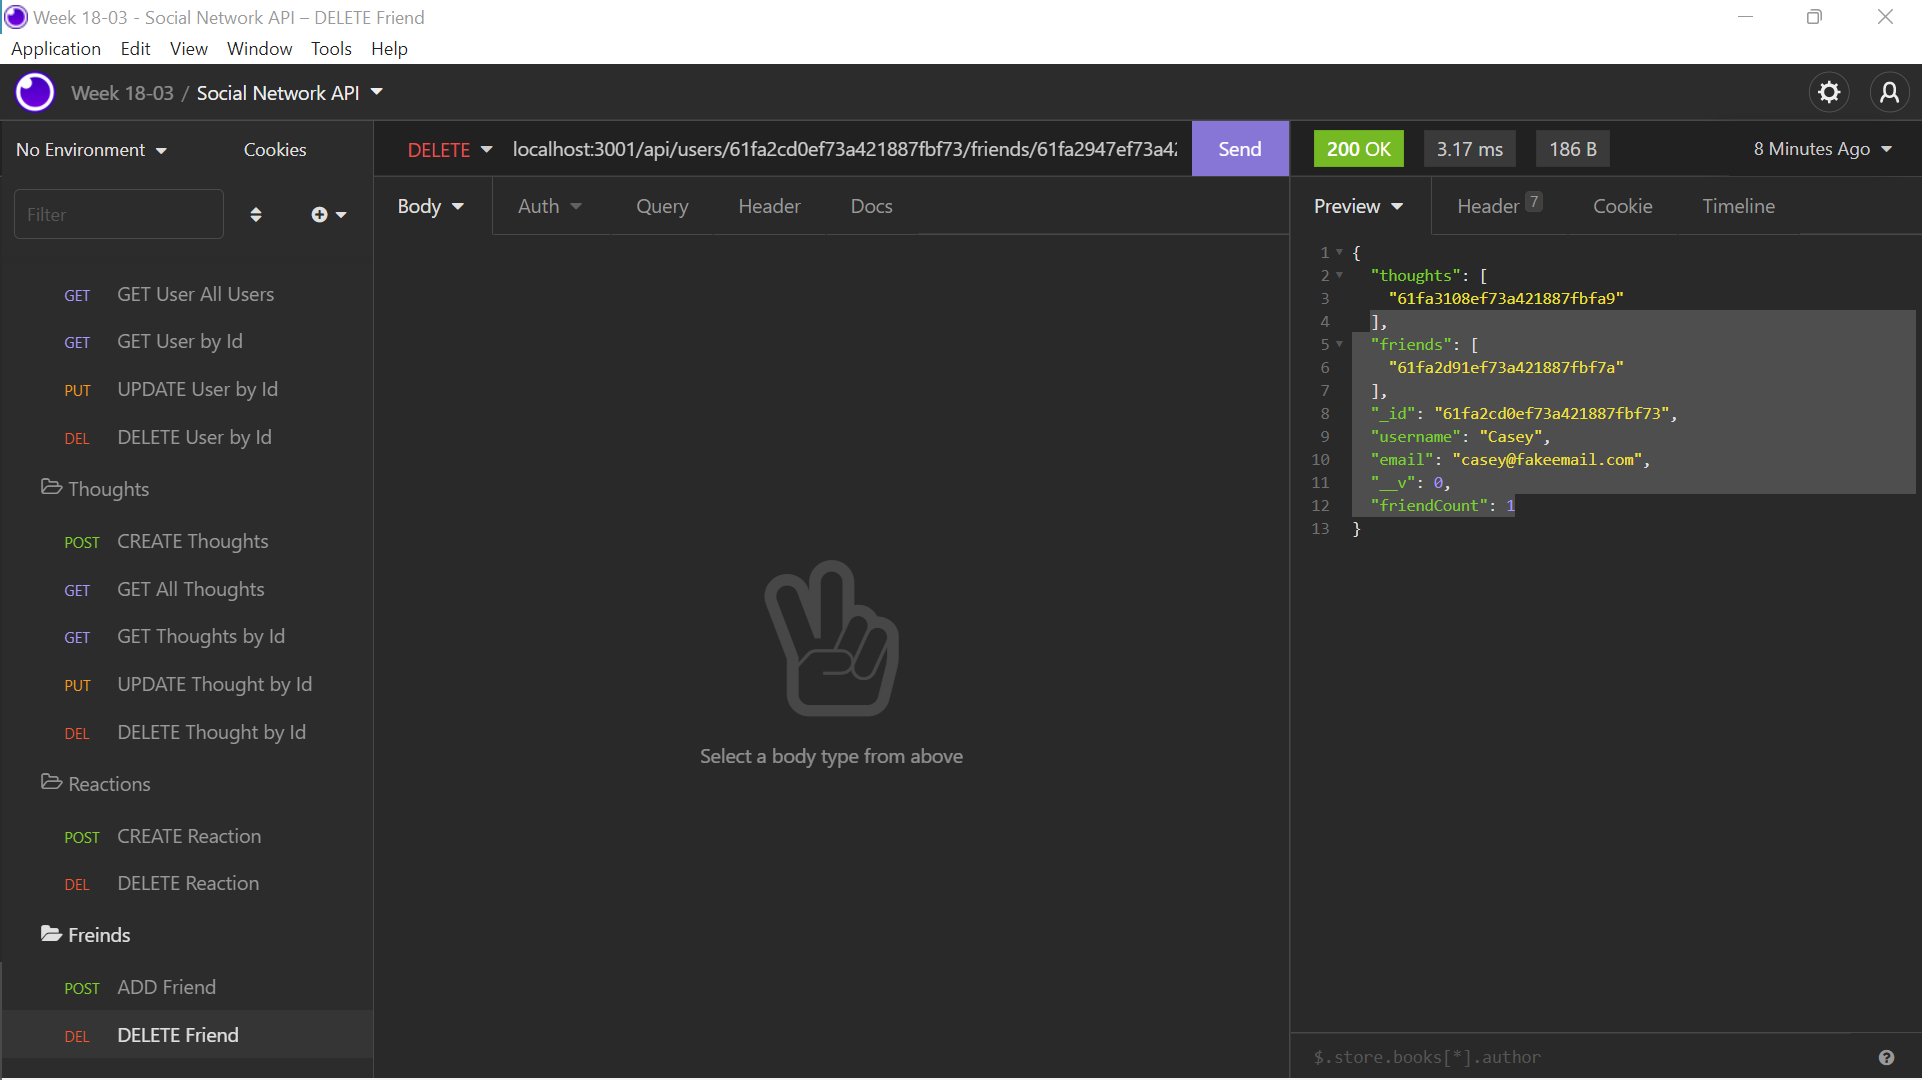 Week 18-03 - Social Network API – DELETE Friend
Application Edit View Window Tools Help
Week 18-03 / Social Network API
No Environment Cookies
Filter
GET GET User All Users
GET GET User by Id
PUT UPDATE User by Id
DEL DELETE User by Id
Thoughts
POST CREATE Thoughts
GET GET All Thoughts
GET GET Thoughts by Id
PUT UPDATE Thought by Id
DEL DELETE Thought by Id
Reactions
POST CREATE Reaction
DEL DELETE Reaction
Freinds
POST ADD Friend
DEL DELETE Friend
DELETE localhost:3001/api/users/61fa2cd0ef73a421887fbf73/friends/61fa2947ef73a42 Send
Body Auth Query Header Docs
Select a body type from above
200 OK 3.17 ms 186 B 8 Minutes Ago
Preview Header 7 Cookie Timeline
1 {
2 "thoughts": [
3 "61fa3108ef73a421887fbfa9"
4 ],
5 "friends": [
6 "61fa2d91ef73a421887fbf7a"
7 ],
8 "_id": "61fa2cd0ef73a421887fbf73",
9 "username": "Casey",
10 "email": "casey@fakeemail.com",
11 "__v": 0,
12 "friendCount": 1
13 }
$.store.books[*].author